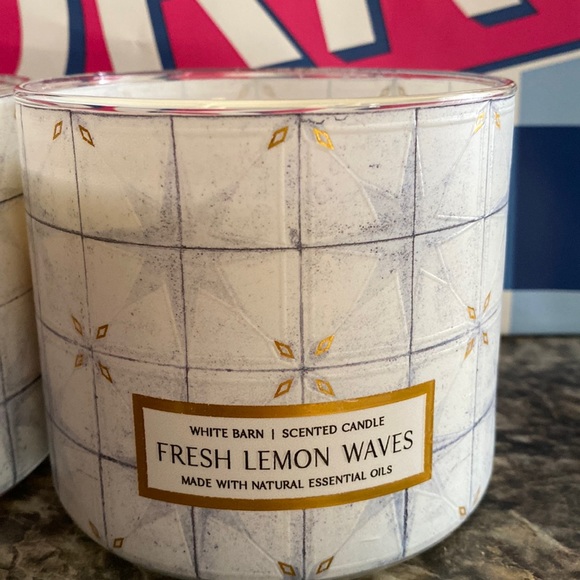 WHITE BARN | SCENTED CANDLE
FRESH LEMON WAVES
MADE WITH NATURAL ESSENTIAL OILS